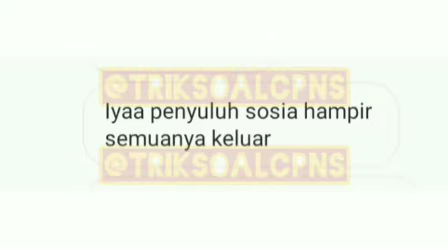 @TRIKSOALCPNS
Iyaa penyuluh sosia hampir
semuanya keluar
@TRIKSOALCPNS